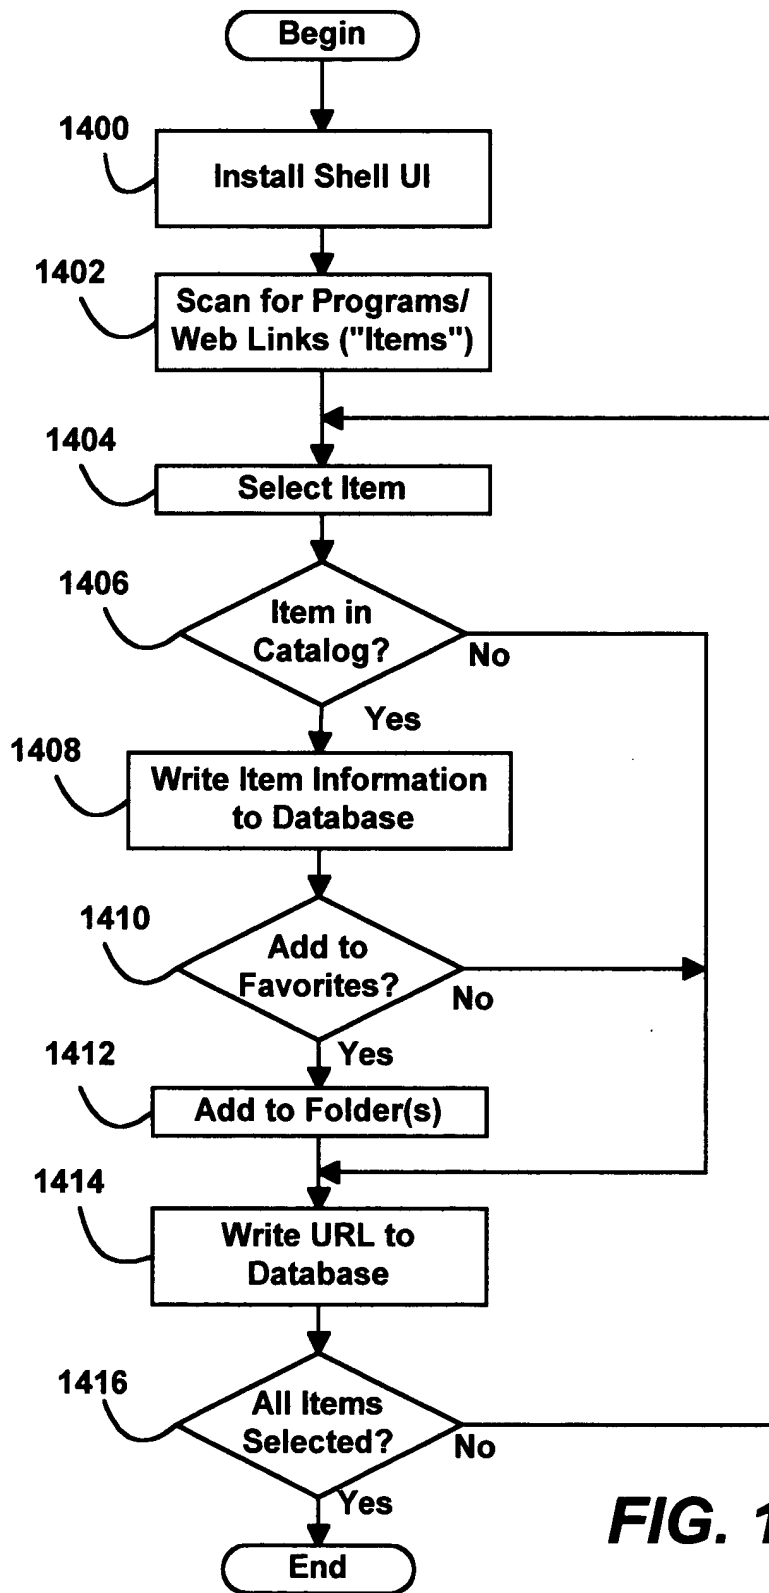 Begin
1400
Install Shell UI
1402
Scan for Programs/
Web Links ("Items")
1404
Select Item
1406
Item in
Catalog?
No
Yes
1408
Write Item Information
to Database
1410
Add to
Favorites?
No
Yes
1412
Add to Folder(s)
1414
Write URL to
Database
1416
All Items
Selected?
No
Yes
End
FIG. 1